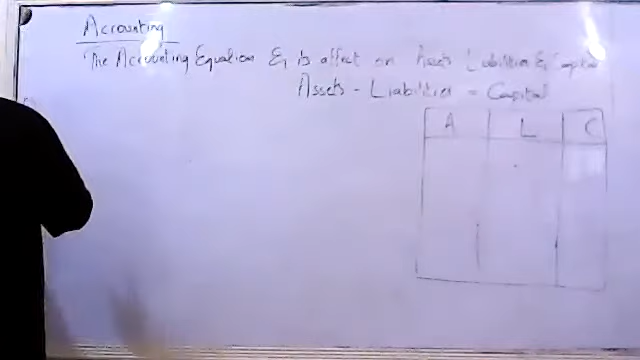 Accounting
The Accounting Equation & its affect on Assets Liabilities & Capital
Assets - Liabilities = Capital
A L C